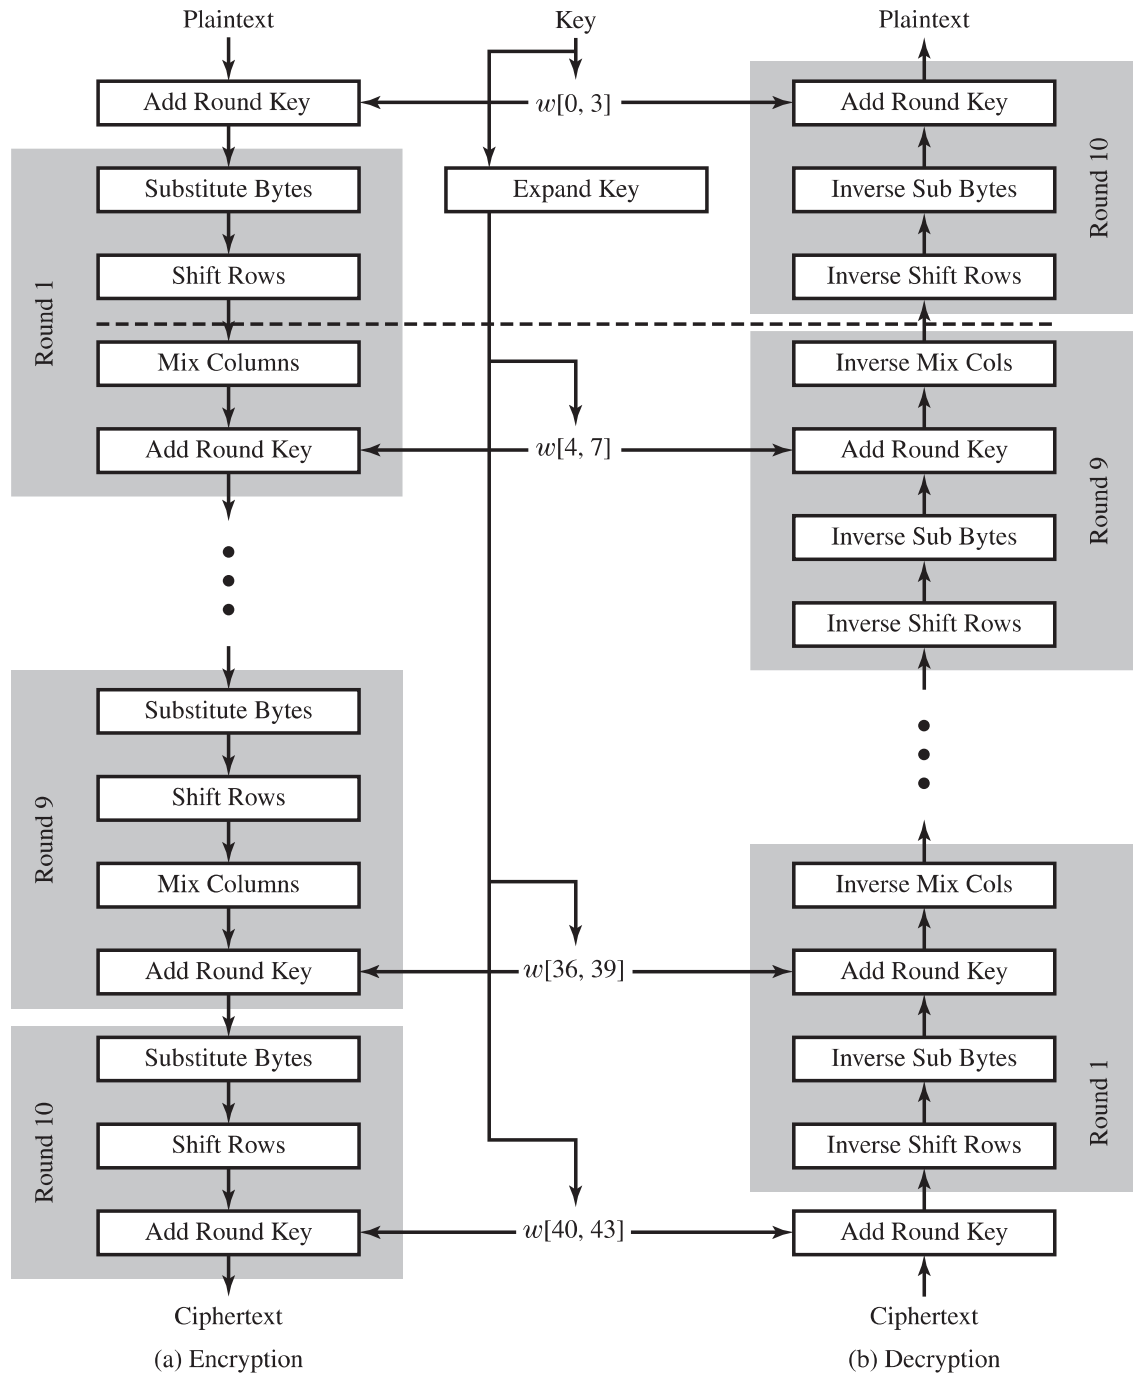 Plaintext
Key
Plaintext
Add Round Key
w[0, 3]
Add Round Key
Round 10
Substitute Bytes
Expand Key
Inverse Sub Bytes
Shift Rows
Inverse Shift Rows
Round 1
Mix Columns
Inverse Mix Cols
Add Round Key
w[4, 7]
Add Round Key
Round 9
Inverse Sub Bytes
Inverse Shift Rows
Substitute Bytes
Shift Rows
Round 9
Mix Columns
Inverse Mix Cols
Add Round Key
w[36, 39]
Add Round Key
Substitute Bytes
Inverse Sub Bytes
Round 1
Round 10
Shift Rows
Inverse Shift Rows
Add Round Key
w[40, 43]
Add Round Key
Ciphertext
Ciphertext
(a) Encryption
(b) Decryption